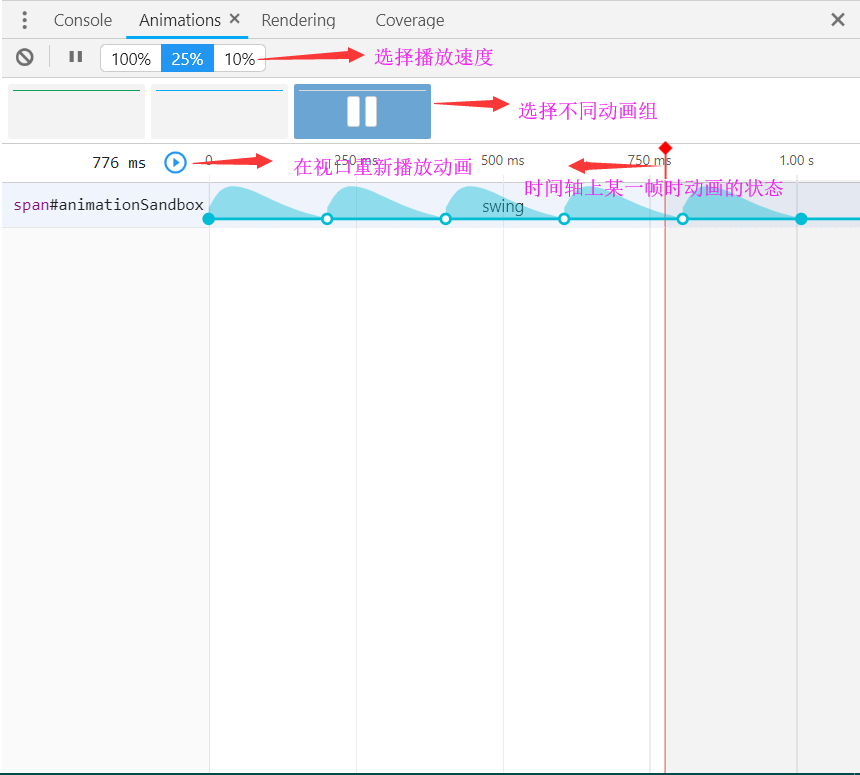 Console Animations × Rendering Coverage ×
100% 25% 10% 选择播放速度
选择不同动画组
776 ms 0 250 ms 500 ms 750 ms 1.00 s
在视口重新播放动画
时间轴上某一帧时动画的状态
span#animationSandbox swing